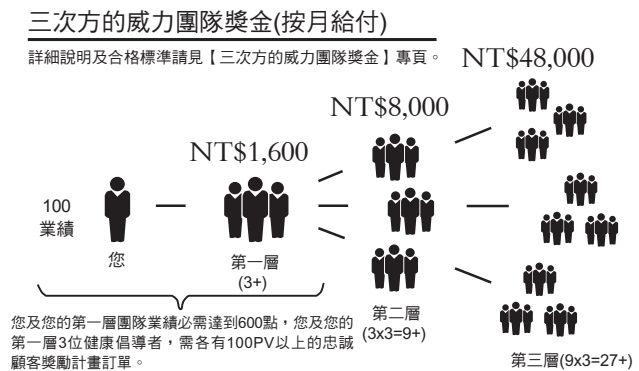 三次方的威力團隊獎金(按月給付)
詳細說明及合格標準請見【三次方的威力團隊獎金】專頁。
NT$48,000
NT$8,000
NT$1,600
100
業績
您
第一層
(3+)
第二層
(3x3=9+)
第三層(9x3=27+)
您及您的第一層團隊業績必需達到600點，您及您的
第一層3位健康倡導者，需各有100PV以上的忠誠
顧客獎勵計畫訂單。